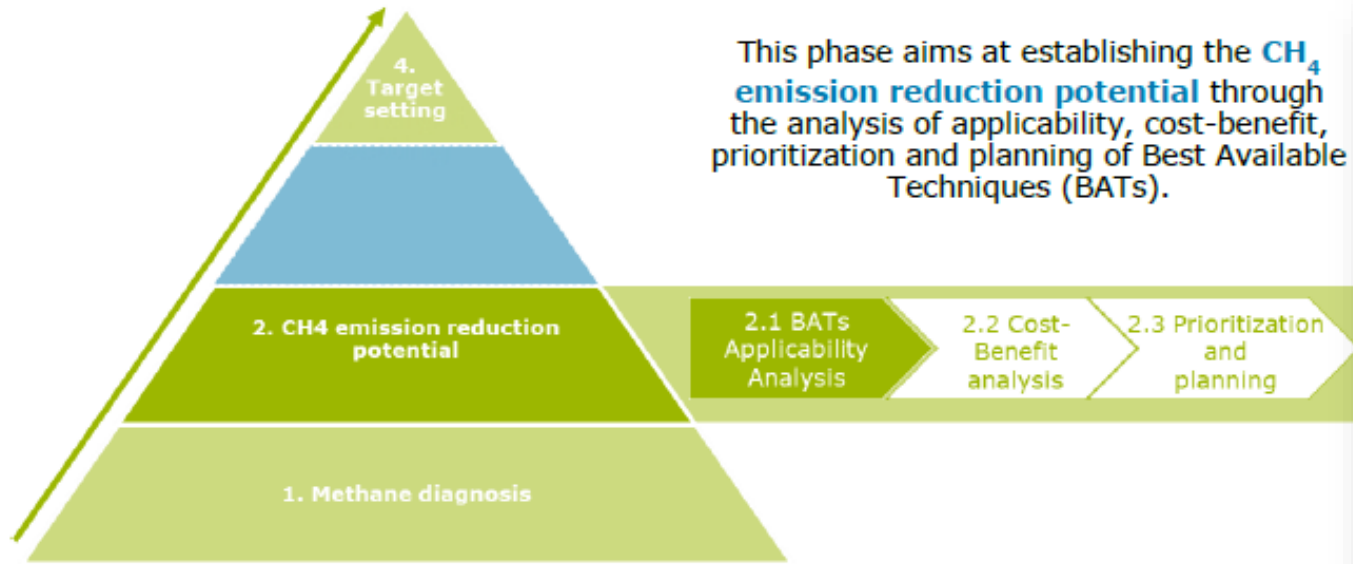 4.
Target
setting
This phase aims at establishing the CH₄
emission reduction potential through
the analysis of applicability, cost-benefit,
prioritization and planning of Best Available
Techniques (BATs).
2. CH4 emission reduction
potential
2.1 BATs
Applicability
Analysis
2.2 Cost-
Benefit
analysis
2.3 Prioritization
and
planning
1. Methane diagnosis